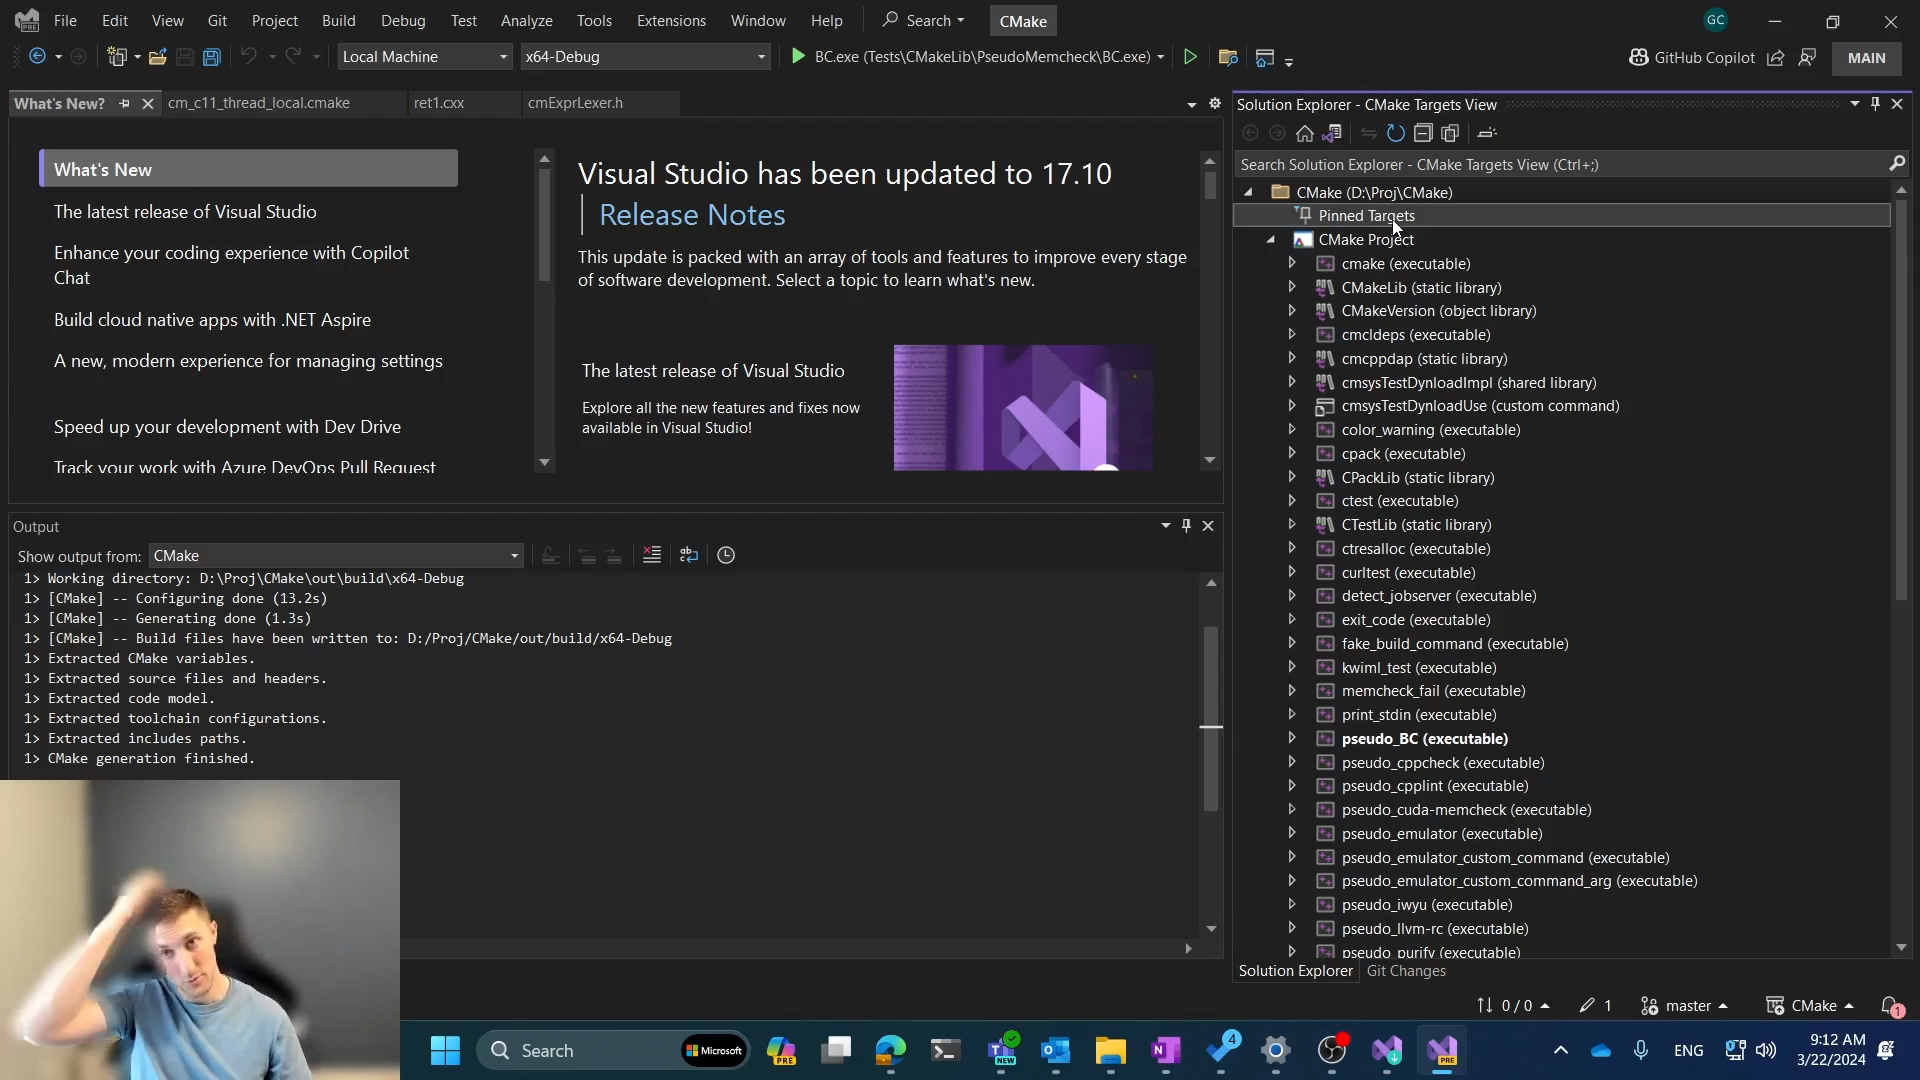 File Edit View Git Project Build Debug Test Analyze Tools Extensions Window Help Search CMake GC
Local Machine x64-Debug BC.exe (Tests\CMakeLib\PseudoMemcheck\BC.exe) GitHub Copilot MAIN
What's New? cm_c11_thread_local.cmake ret1.cxx cmExprLexer.h
What's New
The latest release of Visual Studio
Enhance your coding experience with Copilot
Chat
Build cloud native apps with .NET Aspire
A new, modern experience for managing settings
Speed up your development with Dev Drive
Track your work with Azure DevOps Pull Request
Visual Studio has been updated to 17.10
Release Notes
This update is packed with an array of tools and features to improve every stage
of software development. Select a topic to learn what's new.
The latest release of Visual Studio
Explore all the new features and fixes now
available in Visual Studio!
Output
Show output from: CMake
1> Working directory: D:\Proj\CMake\out\build\x64-Debug
1> [CMake] -- Configuring done (13.2s)
1> [CMake] -- Generating done (1.3s)
1> [CMake] -- Build files have been written to: D:/Proj/CMake/out/build/x64-Debug
1> Extracted CMake variables.
1> Extracted source files and headers.
1> Extracted code model.
1> Extracted toolchain configurations.
1> Extracted includes paths.
1> CMake generation finished.
Solution Explorer - CMake Targets View
Search Solution Explorer - CMake Targets View (Ctrl+;)
CMake (D:\Proj\CMake)
Pinned Targets
CMake Project
cmake (executable)
CMakeLib (static library)
CMakeVersion (object library)
cmcldeps (executable)
cmcppdap (static library)
cmsysTestDynloadImpl (shared library)
cmsysTestDynloadUse (custom command)
color_warning (executable)
cpack (executable)
CPackLib (static library)
ctest (executable)
CTestLib (static library)
ctresalloc (executable)
curltest (executable)
detect_jobserver (executable)
exit_code (executable)
fake_build_command (executable)
kwiml_test (executable)
memcheck_fail (executable)
print_stdin (executable)
pseudo_BC (executable)
pseudo_cppcheck (executable)
pseudo_cpplint (executable)
pseudo_cuda-memcheck (executable)
pseudo_emulator (executable)
pseudo_emulator_custom_command (executable)
pseudo_emulator_custom_command_arg (executable)
pseudo_iwyu (executable)
pseudo_llvm-rc (executable)
pseudo_purify (executable)
Solution Explorer Git Changes
0 / 0 1 master CMake 1
Search Microsoft PRE NEW 4 PRE ENG 9:12 AM
3/22/2024